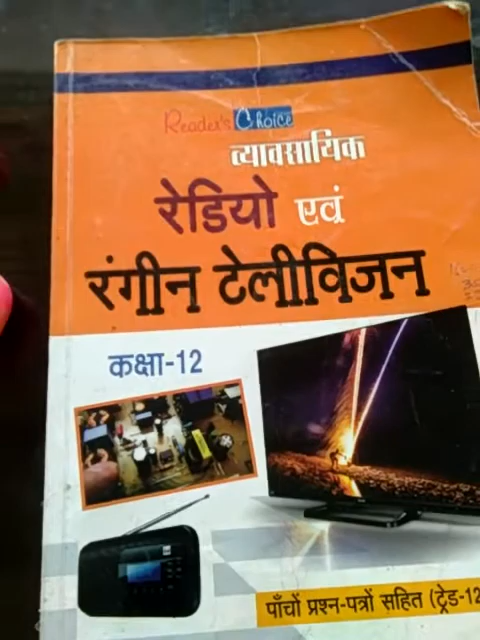 Reader's Choice
व्यावसायिक
रेडियो एवं
रंगीन टेलीविजन
कक्षा-12
पाँचों प्रश्न-पत्रों सहित (ट्रेड-12